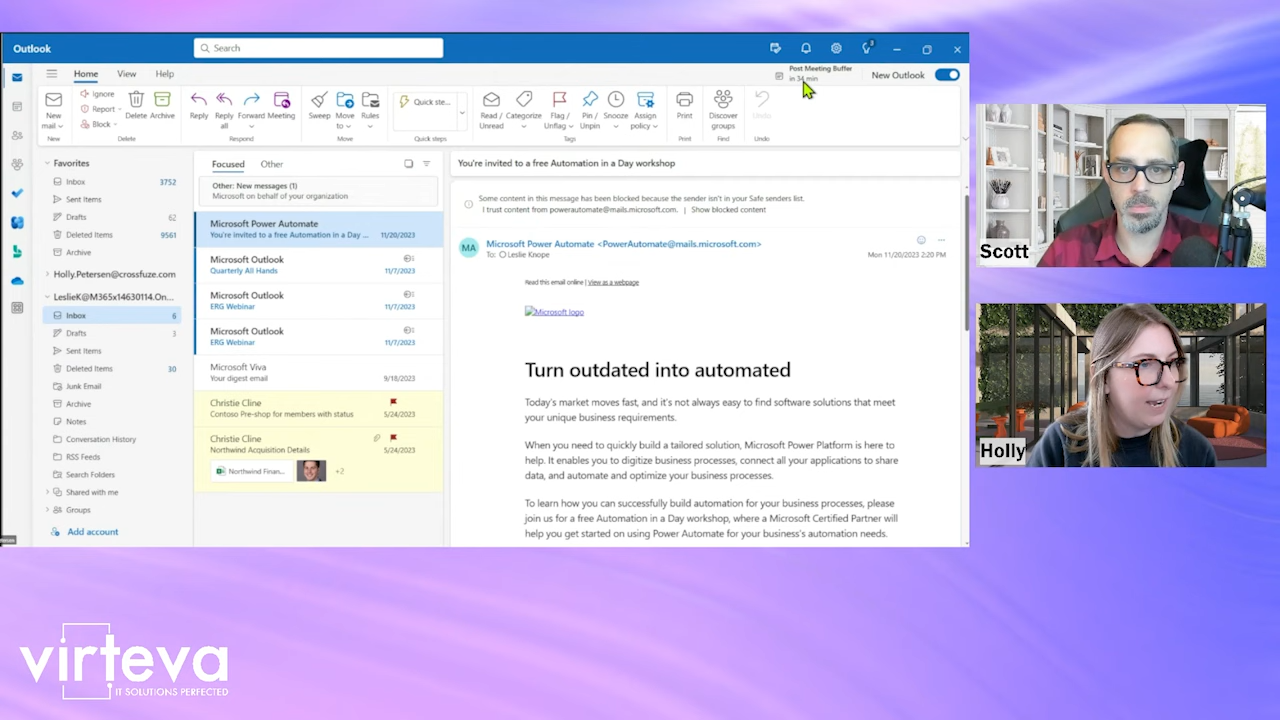 Outlook
Search
3
Home
View
Help
Post Meeting Buffer
in 34 min
New Outlook
New
mail
Ignore
Report
Block
Delete
Archive
Reply
Reply
all
Forward
Meeting
Sweep
Move
to
Rules
Quick ste...
Read /
Unread
Categorize
Flag /
Unflag
Pin /
Unpin
Snooze
Assign
policy
Print
Discover
groups
Undo
New
Delete
Respond
Move
Quick steps
Tags
Print
Find
Undo
Favorites
Inbox 3752
Sent Items
Drafts 62
Deleted Items 9561
Archive
Holly.Petersen@crossfuze.com
LeslieK@M365x14630114.On...
Inbox 6
Drafts 3
Sent Items
Deleted Items 30
Junk Email
Archive
Notes
Conversation History
RSS Feeds
Search Folders
Shared with me
Groups
Add account
Focused
Other
Other: New messages (1)
Microsoft on behalf of your organization
Microsoft Power Automate
You're invited to a free Automation in a Day ... 11/20/2023
Microsoft Outlook
Quarterly All Hands 11/7/2023
Microsoft Outlook
ERG Webinar 11/7/2023
Microsoft Outlook
ERG Webinar 11/7/2023
Microsoft Viva
Your digest email 9/18/2023
Christie Cline
Contoso Pre-shop for members with status 5/24/2023
Christie Cline
Northwind Acquisition Details 5/24/2023
Northwind Finan... +2
You're invited to a free Automation in a Day workshop
Some content in this message has been blocked because the sender isn't in your Safe senders list.
I trust content from powerautomate@mails.microsoft.com. | Show blocked content
MA
Microsoft Power Automate <PowerAutomate@mails.microsoft.com>
To: Leslie Knope
Mon 11/20/2023 2:20 PM
Read this email online | View as a webpage
Microsoft logo
Turn outdated into automated
Today's market moves fast, and it's not always easy to find software solutions that meet
your unique business requirements.
When you need to quickly build a tailored solution, Microsoft Power Platform is here to
help. It enables you to digitize business processes, connect all your applications to share
data, and automate and optimize your business processes.
To learn how you can successfully build automation for your business processes, please
join us for a free Automation in a Day workshop, where a Microsoft Certified Partner will
help you get started on using Power Automate for your business's automation needs.
Scott
Holly
virteva
IT SOLUTIONS PERFECTED